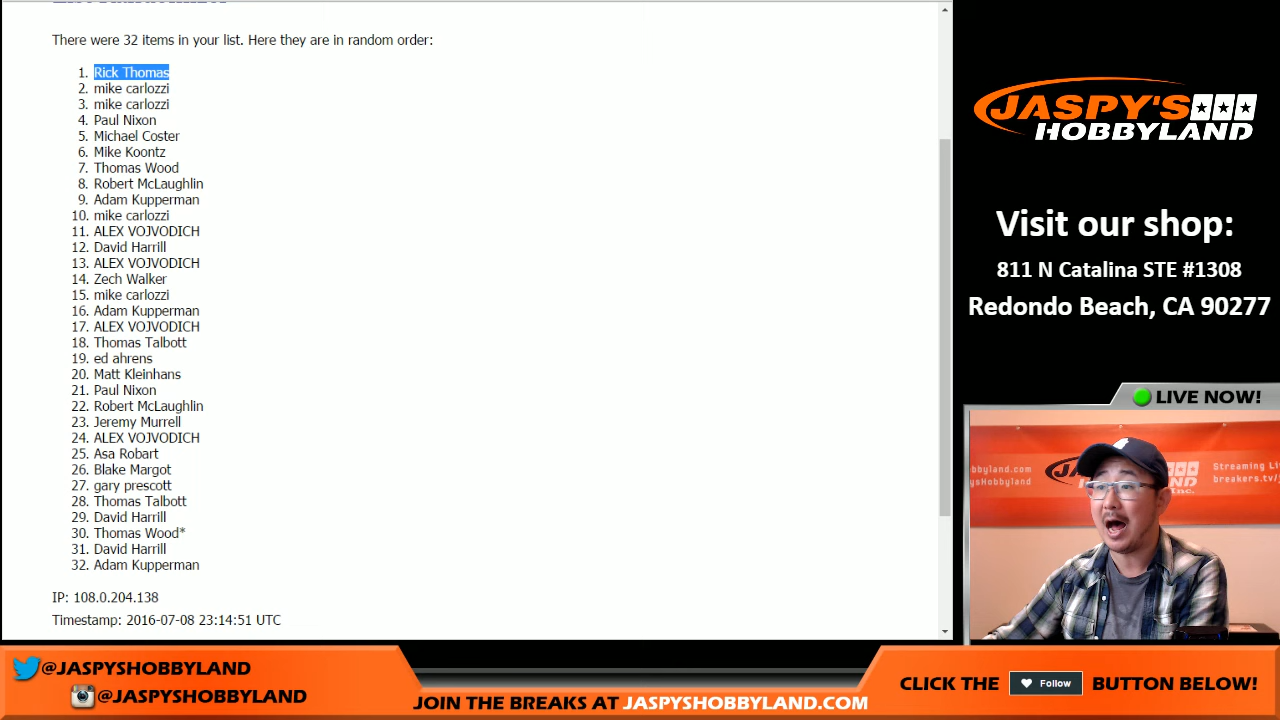 There were 32 items in your list. Here they are in random order:
1. Rick Thomas
2. mike carlozzi
3. mike carlozzi
4. Paul Nixon
5. Michael Coster
6. Mike Koontz
7. Thomas Wood
8. Robert McLaughlin
9. Adam Kupperman
10. mike carlozzi
11. ALEX VOJVODICH
12. David Harrill
13. ALEX VOJVODICH
14. Zech Walker
15. mike carlozzi
16. Adam Kupperman
17. ALEX VOJVODICH
18. Thomas Talbott
19. ed ahrens
20. Matt Kleinhans
21. Paul Nixon
22. Robert McLaughlin
23. Jeremy Murrell
24. ALEX VOJVODICH
25. Asa Robart
26. Blake Margot
27. gary prescott
28. Thomas Talbott
29. David Harrill
30. Thomas Wood*
31. David Harrill
32. Adam Kupperman
IP: 108.0.204.138
Timestamp: 2016-07-08 23:14:51 UTC
JASPY'S
HOBBYLAND
Visit our shop:
811 N Catalina STE #1308
Redondo Beach, CA 90277
LIVE NOW!
Streaming
breakers.tv/
@JASPYSHOBBYLAND
@JASPYSHOBBYLAND
JOIN THE BREAKS AT JASPYSHOBBYLAND.COM
CLICK THE Follow BUTTON BELOW!